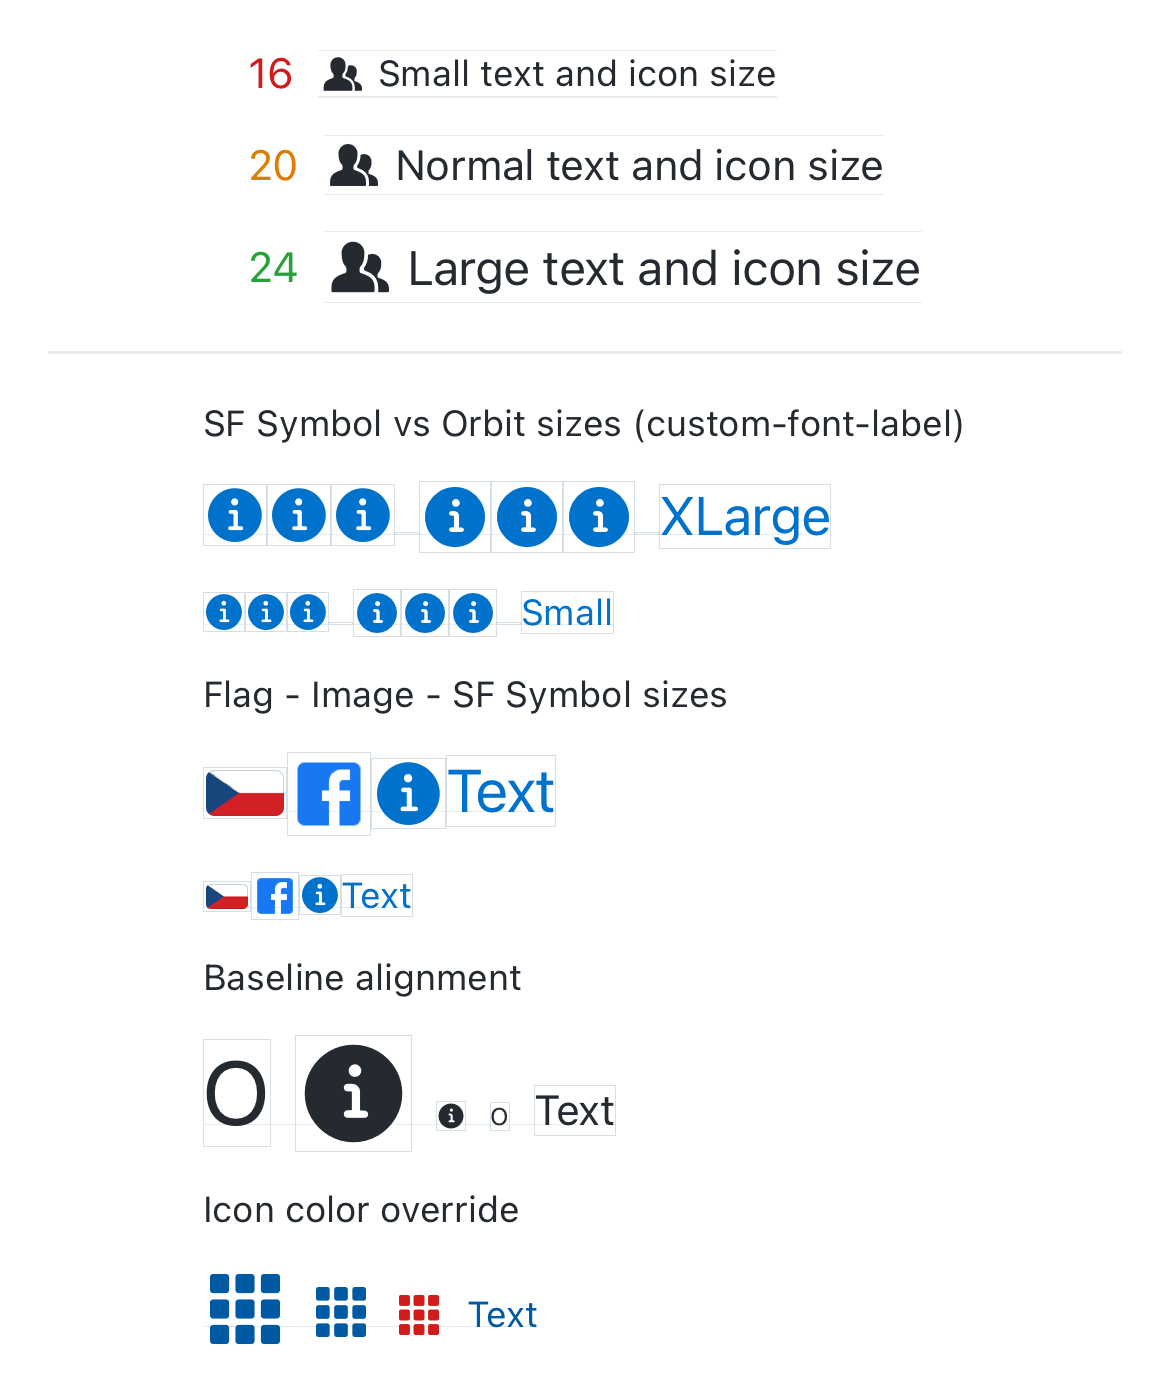 16 Small text and icon size
20 Normal text and icon size
24 Large text and icon size
SF Symbol vs Orbit sizes (custom-font-label)
XLarge
Small
Flag - Image - SF Symbol sizes
Text
Text
Baseline alignment
O o Text
Icon color override
Text